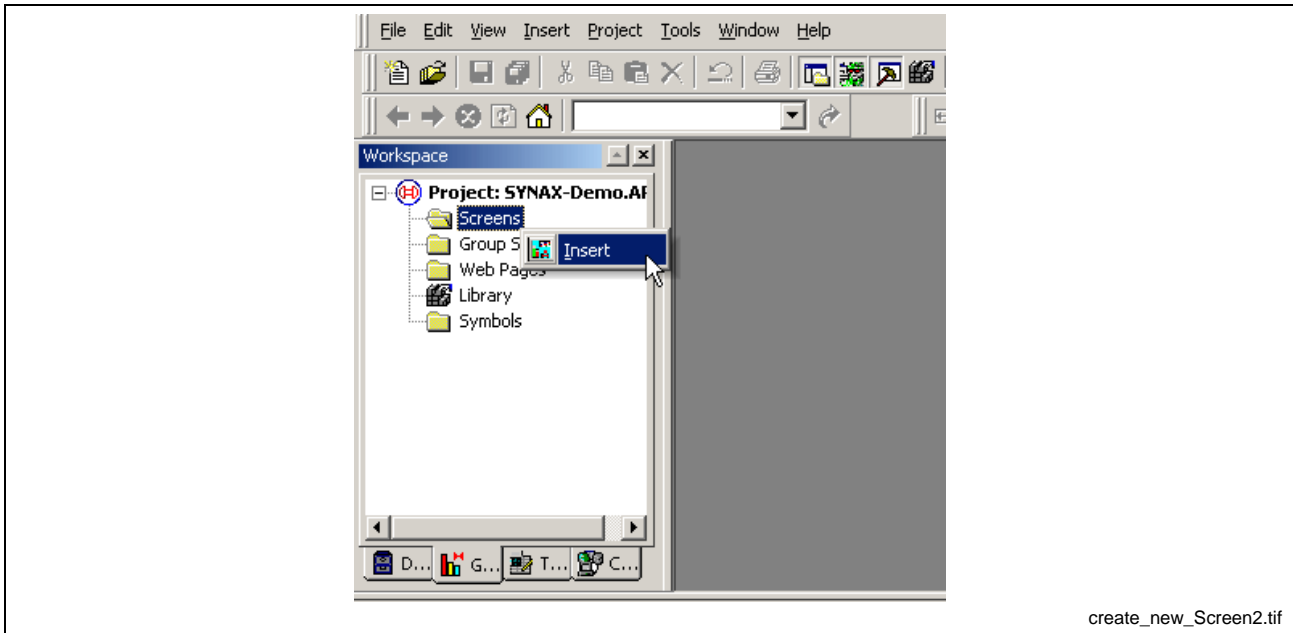 File Edit View Insert Project Tools Window Help
Workspace
Project: SYNAX-Demo.
Screens
Group S
Insert
Web Pages
Library
Symbols
D... G... T... C...
create_new_Screen2.tif